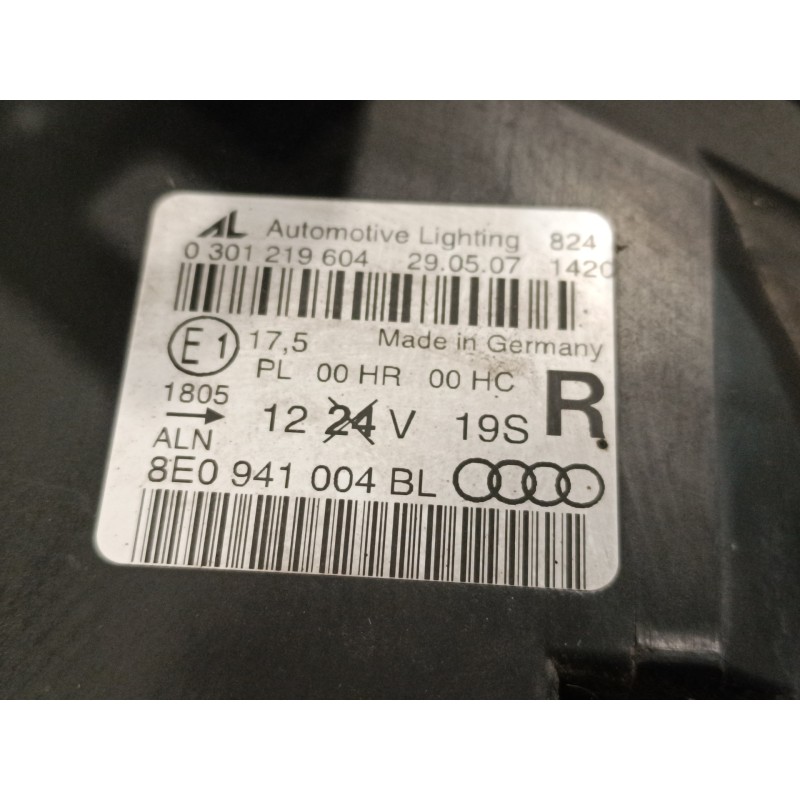 AL Automotive Lighting 824
0 301 219 604 29.05.07 1420
E1 17,5 Made in Germany
PL 00 HR 00 HC R
1805
12 24 V 19S
ALN
8E0 941 004 BL